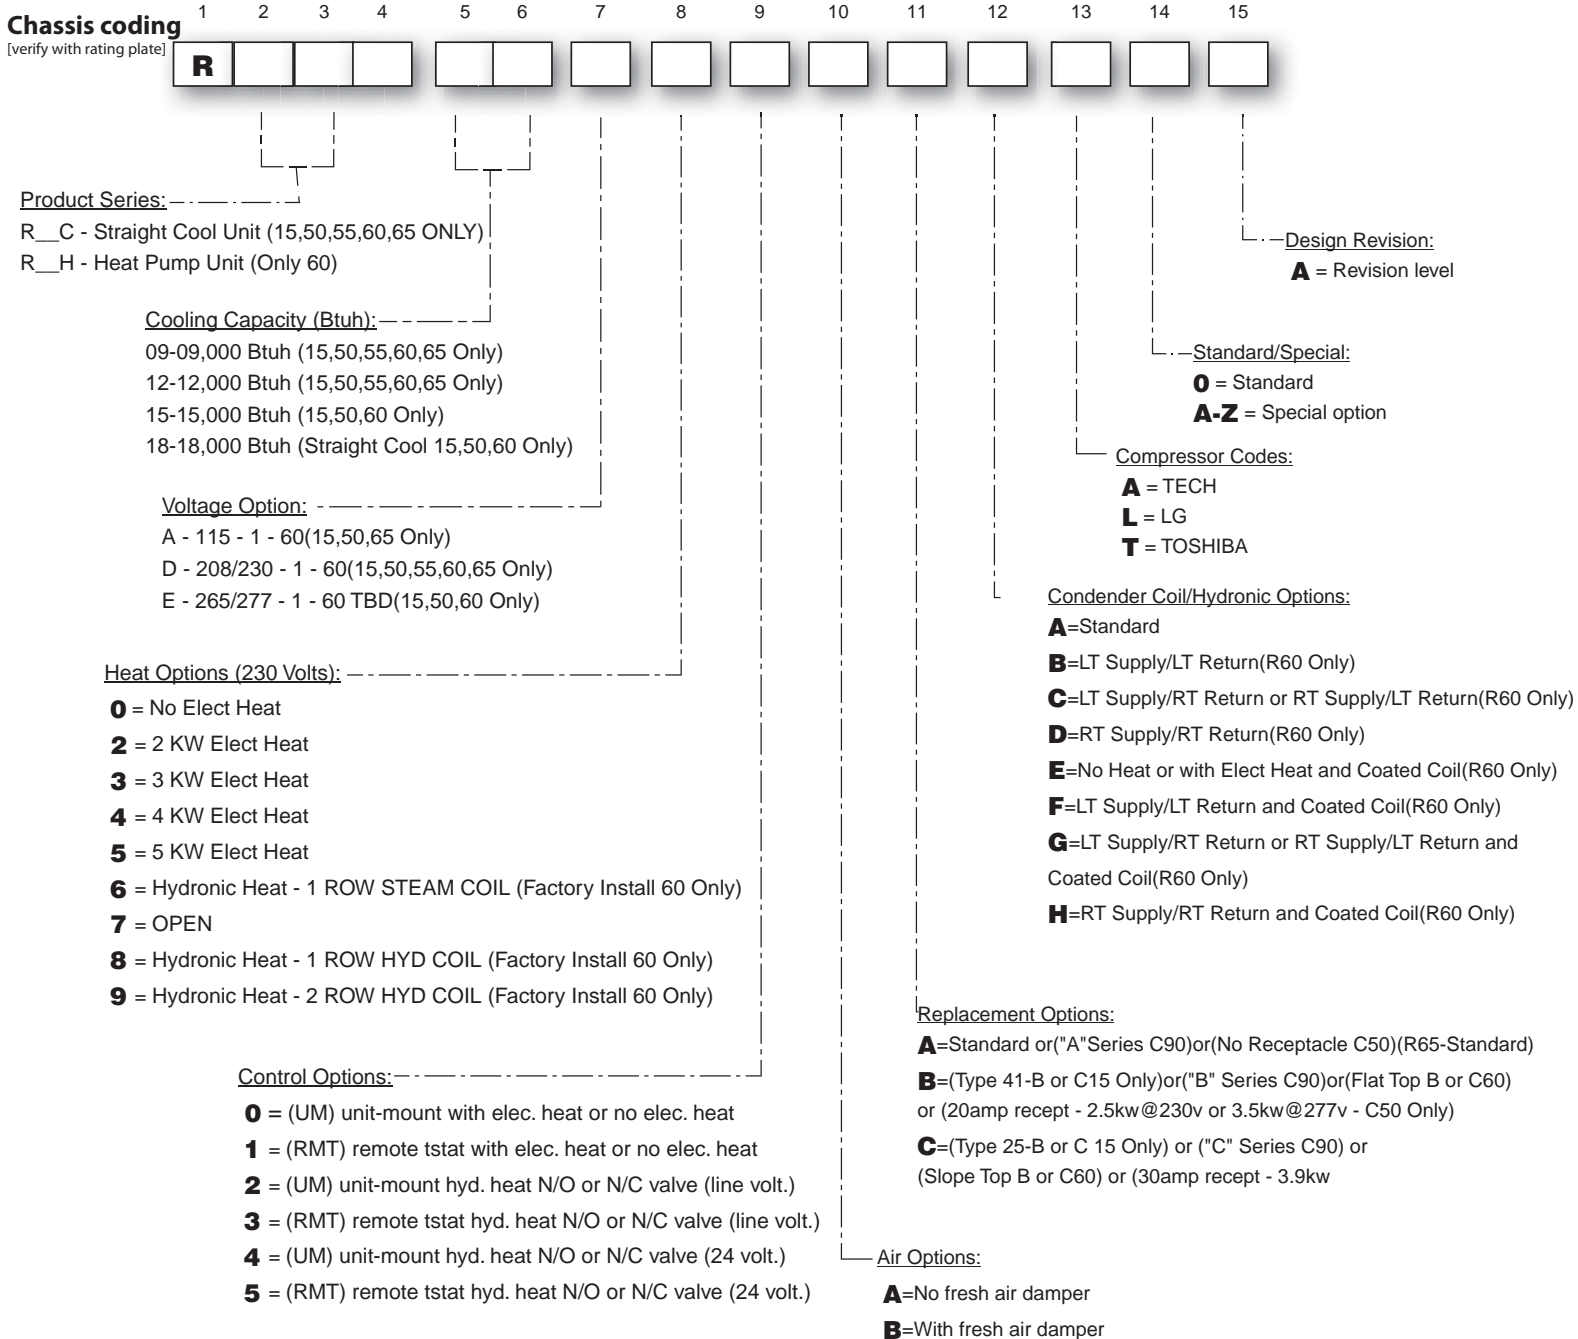 Chassis coding
[verify with rating plate]
1 2 3 4 5 6 7 8 9 10 11 12 13 14 15
R
Product Series:
R__C - Straight Cool Unit (15,50,55,60,65 ONLY)
R__H - Heat Pump Unit (Only 60)
Cooling Capacity (Btuh):
09-09,000 Btuh (15,50,55,60,65 Only)
12-12,000 Btuh (15,50,55,60,65 Only)
15-15,000 Btuh (15,50,60 Only)
18-18,000 Btuh (Straight Cool 15,50,60 Only)
Voltage Option:
A - 115 - 1 - 60(15,50,65 Only)
D - 208/230 - 1 - 60(15,50,55,60,65 Only)
E - 265/277 - 1 - 60 TBD(15,50,60 Only)
Heat Options (230 Volts):
0 = No Elect Heat
2 = 2 KW Elect Heat
3 = 3 KW Elect Heat
4 = 4 KW Elect Heat
5 = 5 KW Elect Heat
6 = Hydronic Heat - 1 ROW STEAM COIL (Factory Install 60 Only)
7 = OPEN
8 = Hydronic Heat - 1 ROW HYD COIL (Factory Install 60 Only)
9 = Hydronic Heat - 2 ROW HYD COIL (Factory Install 60 Only)
Control Options:
0 = (UM) unit-mount with elec. heat or no elec. heat
1 = (RMT) remote tstat with elec. heat or no elec. heat
2 = (UM) unit-mount hyd. heat N/O or N/C valve (line volt.)
3 = (RMT) remote tstat hyd. heat N/O or N/C valve (line volt.)
4 = (UM) unit-mount hyd. heat N/O or N/C valve (24 volt.)
5 = (RMT) remote tstat hyd. heat N/O or N/C valve (24 volt.)
Design Revision:
A = Revision level
Standard/Special:
0 = Standard
A-Z = Special option
Compressor Codes:
A = TECH
L = LG
T = TOSHIBA
Condender Coil/Hydronic Options:
A=Standard
B=LT Supply/LT Return(R60 Only)
C=LT Supply/RT Return or RT Supply/LT Return(R60 Only)
D=RT Supply/RT Return(R60 Only)
E=No Heat or with Elect Heat and Coated Coil(R60 Only)
F=LT Supply/LT Return and Coated Coil(R60 Only)
G=LT Supply/RT Return or RT Supply/LT Return and
Coated Coil(R60 Only)
H=RT Supply/RT Return and Coated Coil(R60 Only)
Replacement Options:
A=Standard or("A"Series C90)or(No Receptacle C50)(R65-Standard)
B=(Type 41-B or C15 Only)or("B" Series C90)or(Flat Top B or C60)
or (20amp recept - 2.5kw@230v or 3.5kw@277v - C50 Only)
C=(Type 25-B or C 15 Only) or ("C" Series C90) or
(Slope Top B or C60) or (30amp recept - 3.9kw
Air Options:
A=No fresh air damper
B=With fresh air damper